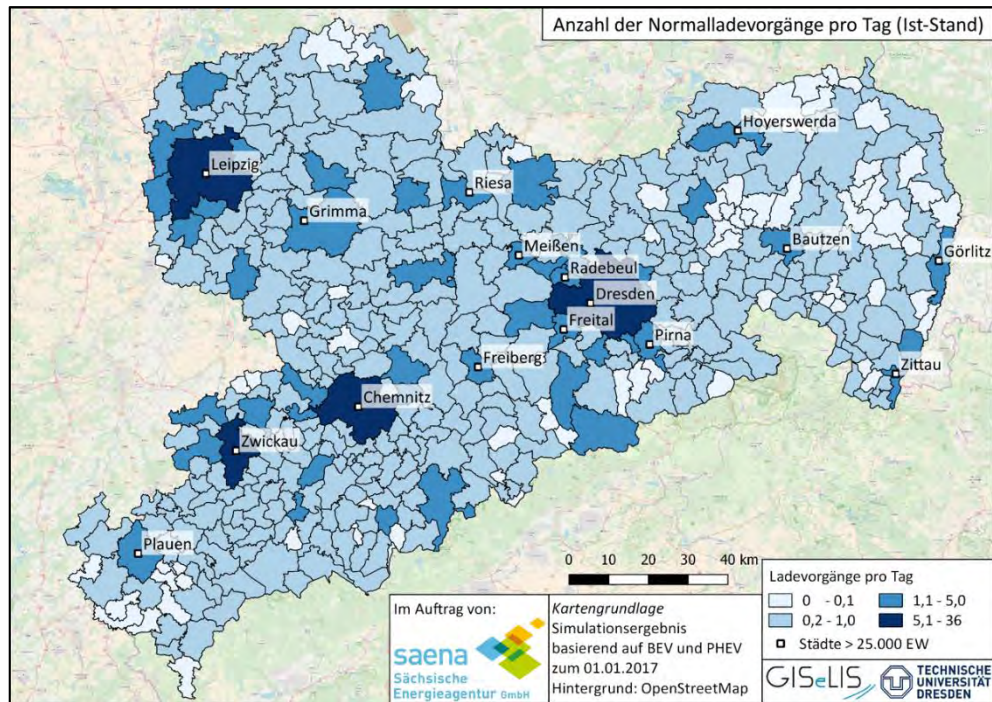 Anzahl der Normalladevorgänge pro Tag (Ist-Stand)
Hoyerswerda
Leipzig
Riesa
Grimma
Bautzen
Görlitz
Meißen
Radebeul
Dresden
Freital
Pirna
Freiberg
Zittau
Chemnitz
Zwickau
Plauen
0 10 20 30 40 km
Im Auftrag von:
saena
Sächsische
Energieagentur GmbH
Kartengrundlage
Simulationsergebnis
basierend auf BEV und PHEV
zum 01.01.2017
Hintergrund: OpenStreetMap
Ladevorgänge pro Tag
0 - 0,1
1,1 - 5,0
0,2 - 1,0
5,1 - 36
Städte > 25.000 EW
GISeLIS
TECHNISCHE
UNIVERSITÄT
DRESDEN